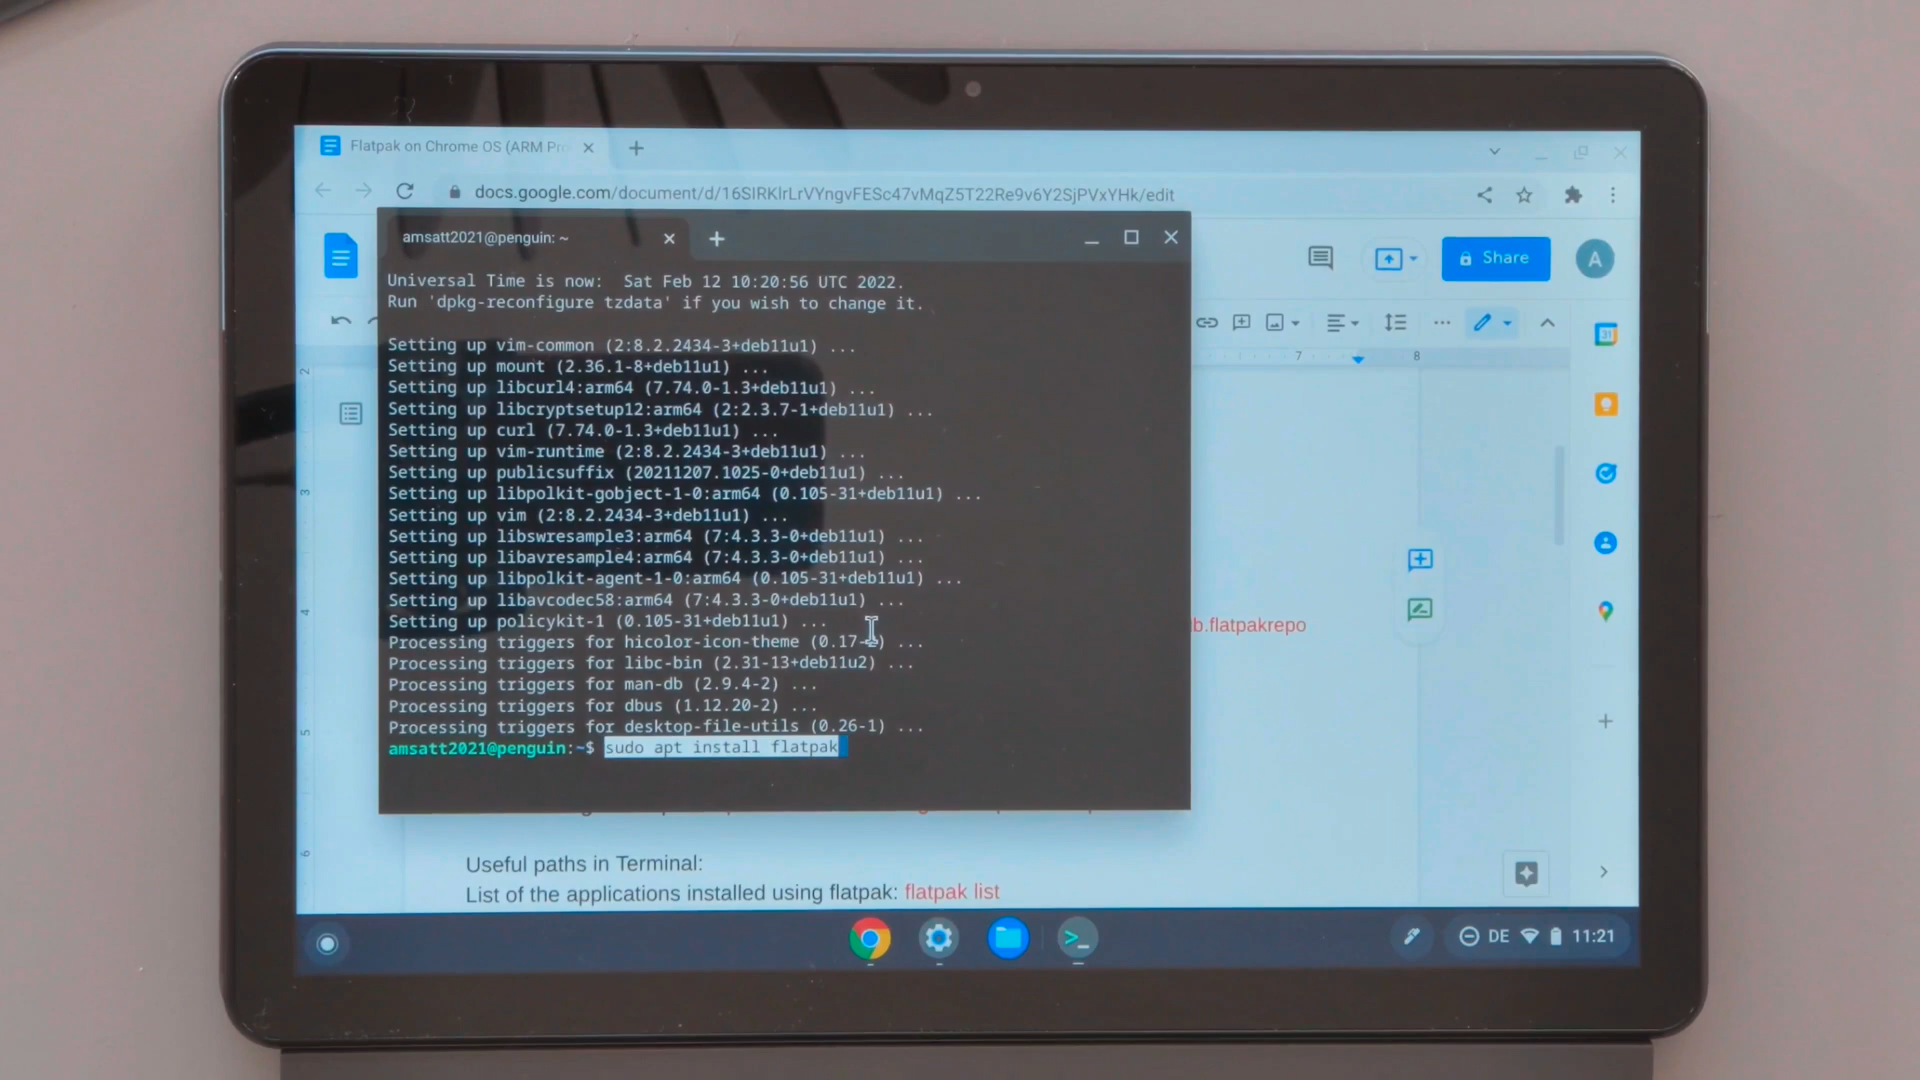 Flatpak on Chrome OS (ARM Pro
docs.google.com/document/d/16SIRKlrLrVYngvFESc47vMqZ5T22Re9v6Y2SjPVxYHk/edit
amsatt2021@penguin: ~
Share
A
Universal Time is now:  Sat Feb 12 10:20:56 UTC 2022.
Run 'dpkg-reconfigure tzdata' if you wish to change it.
Setting up vim-common (2:8.2.2434-3+deb11u1) ...
Setting up mount (2.36.1-8+deb11u1) ...
Setting up libcurl4:arm64 (7.74.0-1.3+deb11u1) ...
Setting up libcryptsetup12:arm64 (2:2.3.7-1+deb11u1) ...
Setting up curl (7.74.0-1.3+deb11u1) ...
Setting up vim-runtime (2:8.2.2434-3+deb11u1) ...
Setting up publicsuffix (20211207.1025-0+deb11u1) ...
Setting up libpolkit-gobject-1-0:arm64 (0.105-31+deb11u1) ...
Setting up vim (2:8.2.2434-3+deb11u1) ...
Setting up libswresample3:arm64 (7:4.3.3-0+deb11u1) ...
Setting up libavresample4:arm64 (7:4.3.3-0+deb11u1) ...
Setting up libpolkit-agent-1-0:arm64 (0.105-31+deb11u1) ...
Setting up libavcodec58:arm64 (7:4.3.3-0+deb11u1) ...
Setting up policykit-1 (0.105-31+deb11u1) ...
Processing triggers for hicolor-icon-theme (0.17- ) ...
Processing triggers for libc-bin (2.31-13+deb11u2) ...
Processing triggers for man-db (2.9.4-2) ...
Processing triggers for dbus (1.12.20-2) ...
Processing triggers for desktop-file-utils (0.26-1) ...
amsatt2021@penguin:~$ sudo apt install flatpak
7
8
31
2
3
4
5
6
b.flatpakrepo
Useful paths in Terminal:
List of the applications installed using flatpak: flatpak list
DE
11:21